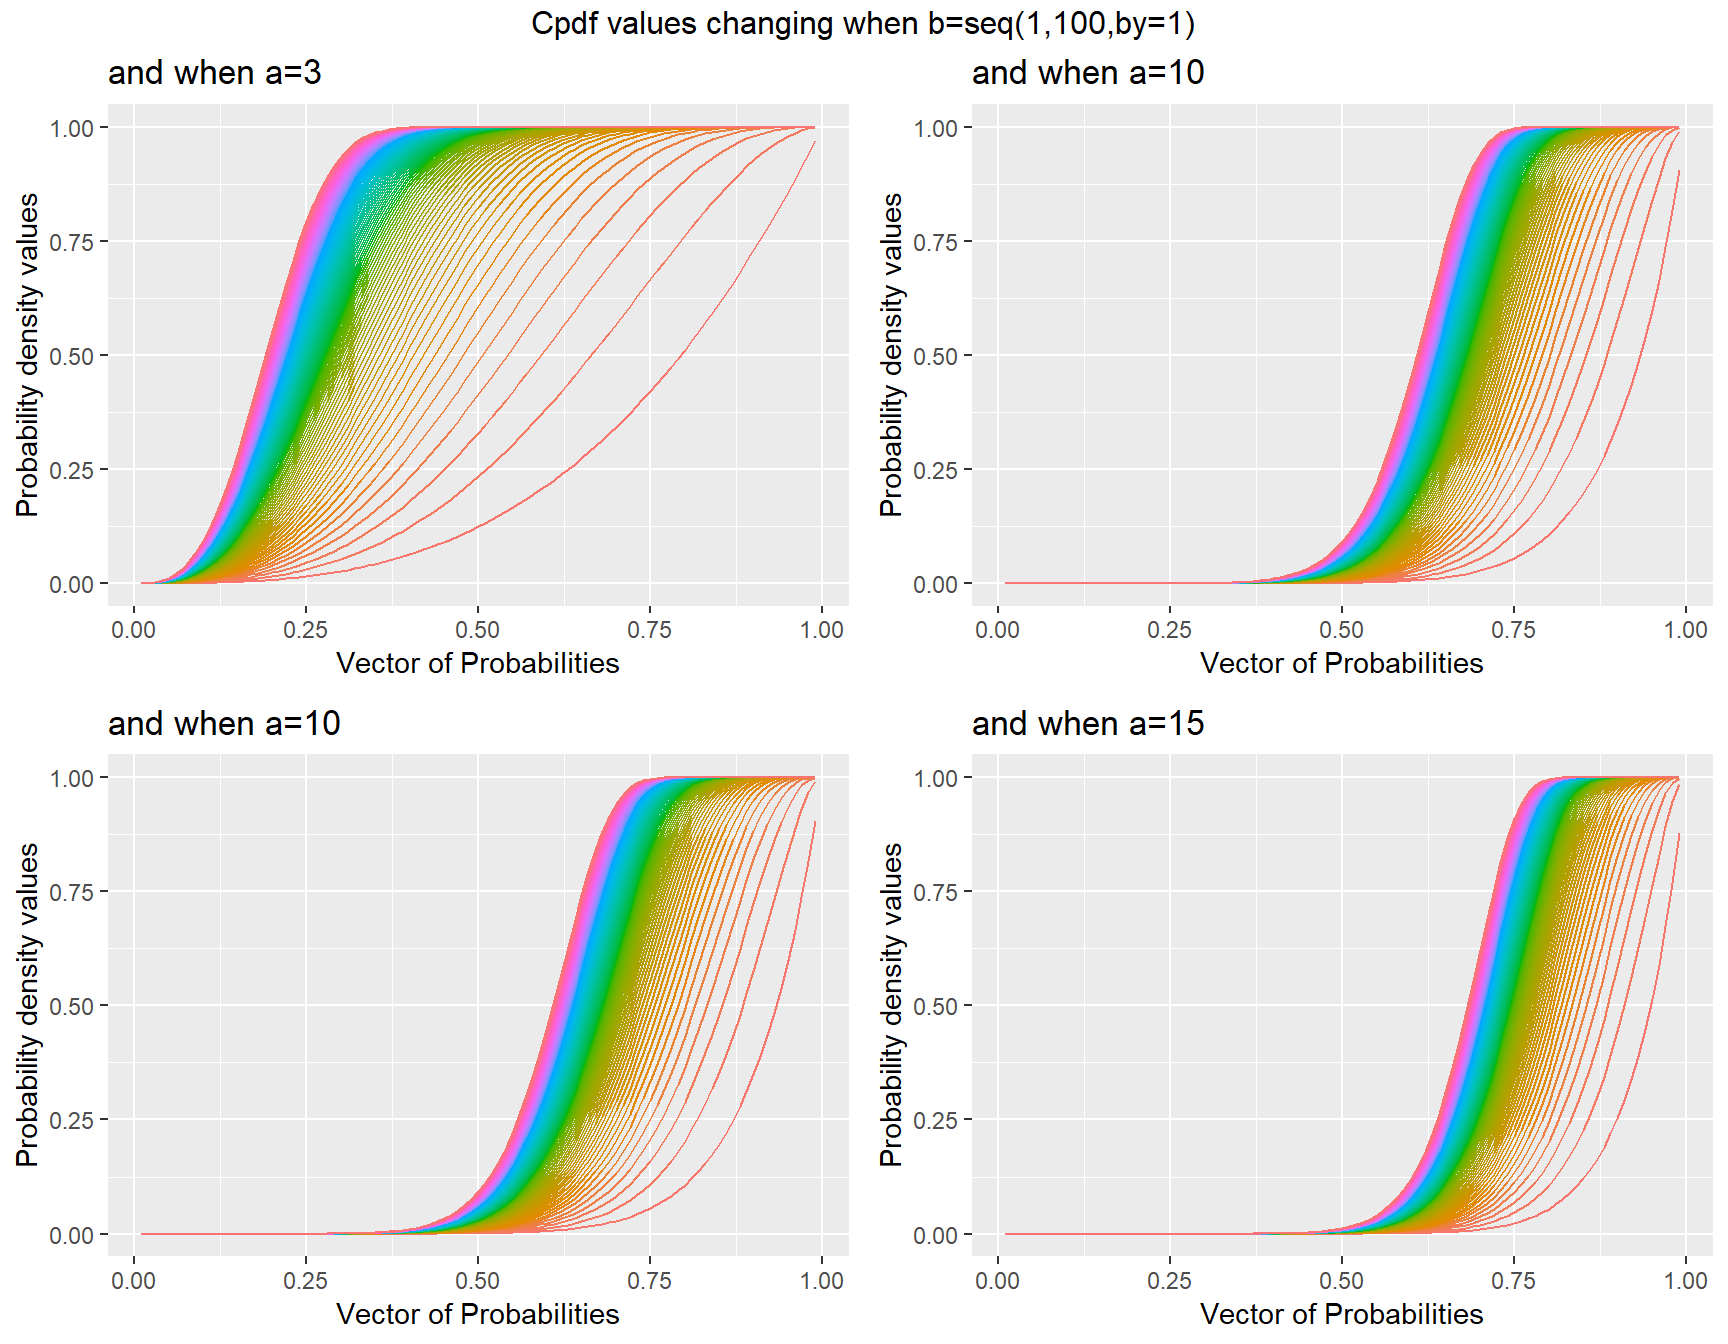 Cpdf values changing when b=seq(1,100,by=1)
and when a=3
Probability density values
1.00
0.75
0.50
0.25
0.00
0.00 0.25 0.50 0.75 1.00
Vector of Probabilities
and when a=10
Probability density values
1.00
0.75
0.50
0.25
0.00
0.00 0.25 0.50 0.75 1.00
Vector of Probabilities
and when a=10
Probability density values
1.00
0.75
0.50
0.25
0.00
0.00 0.25 0.50 0.75 1.00
Vector of Probabilities
and when a=15
Probability density values
1.00
0.75
0.50
0.25
0.00
0.00 0.25 0.50 0.75 1.00
Vector of Probabilities